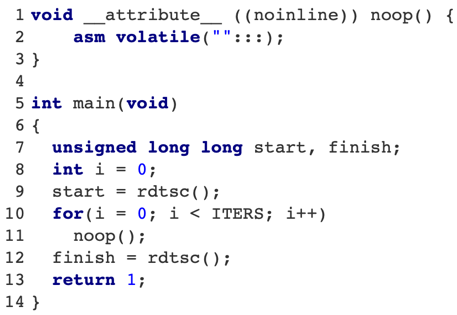 1 void __attribute__ ((noinline)) noop() {
2     asm volatile("":::);
3 }
4
5 int main(void)
6 {
7   unsigned long long start, finish;
8   int i = 0;
9   start = rdtsc();
10   for(i = 0; i < ITERS; i++)
11     noop();
12   finish = rdtsc();
13   return 1;
14 }